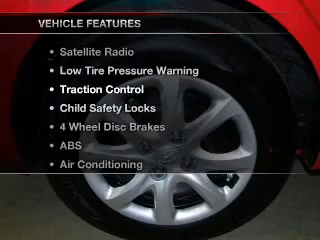 VEHICLE FEATURES
• Satellite Radio
• Low Tire Pressure Warning
• Traction Control
• Child Safety Locks
• 4 Wheel Disc Brakes
• ABS
• Air Conditioning